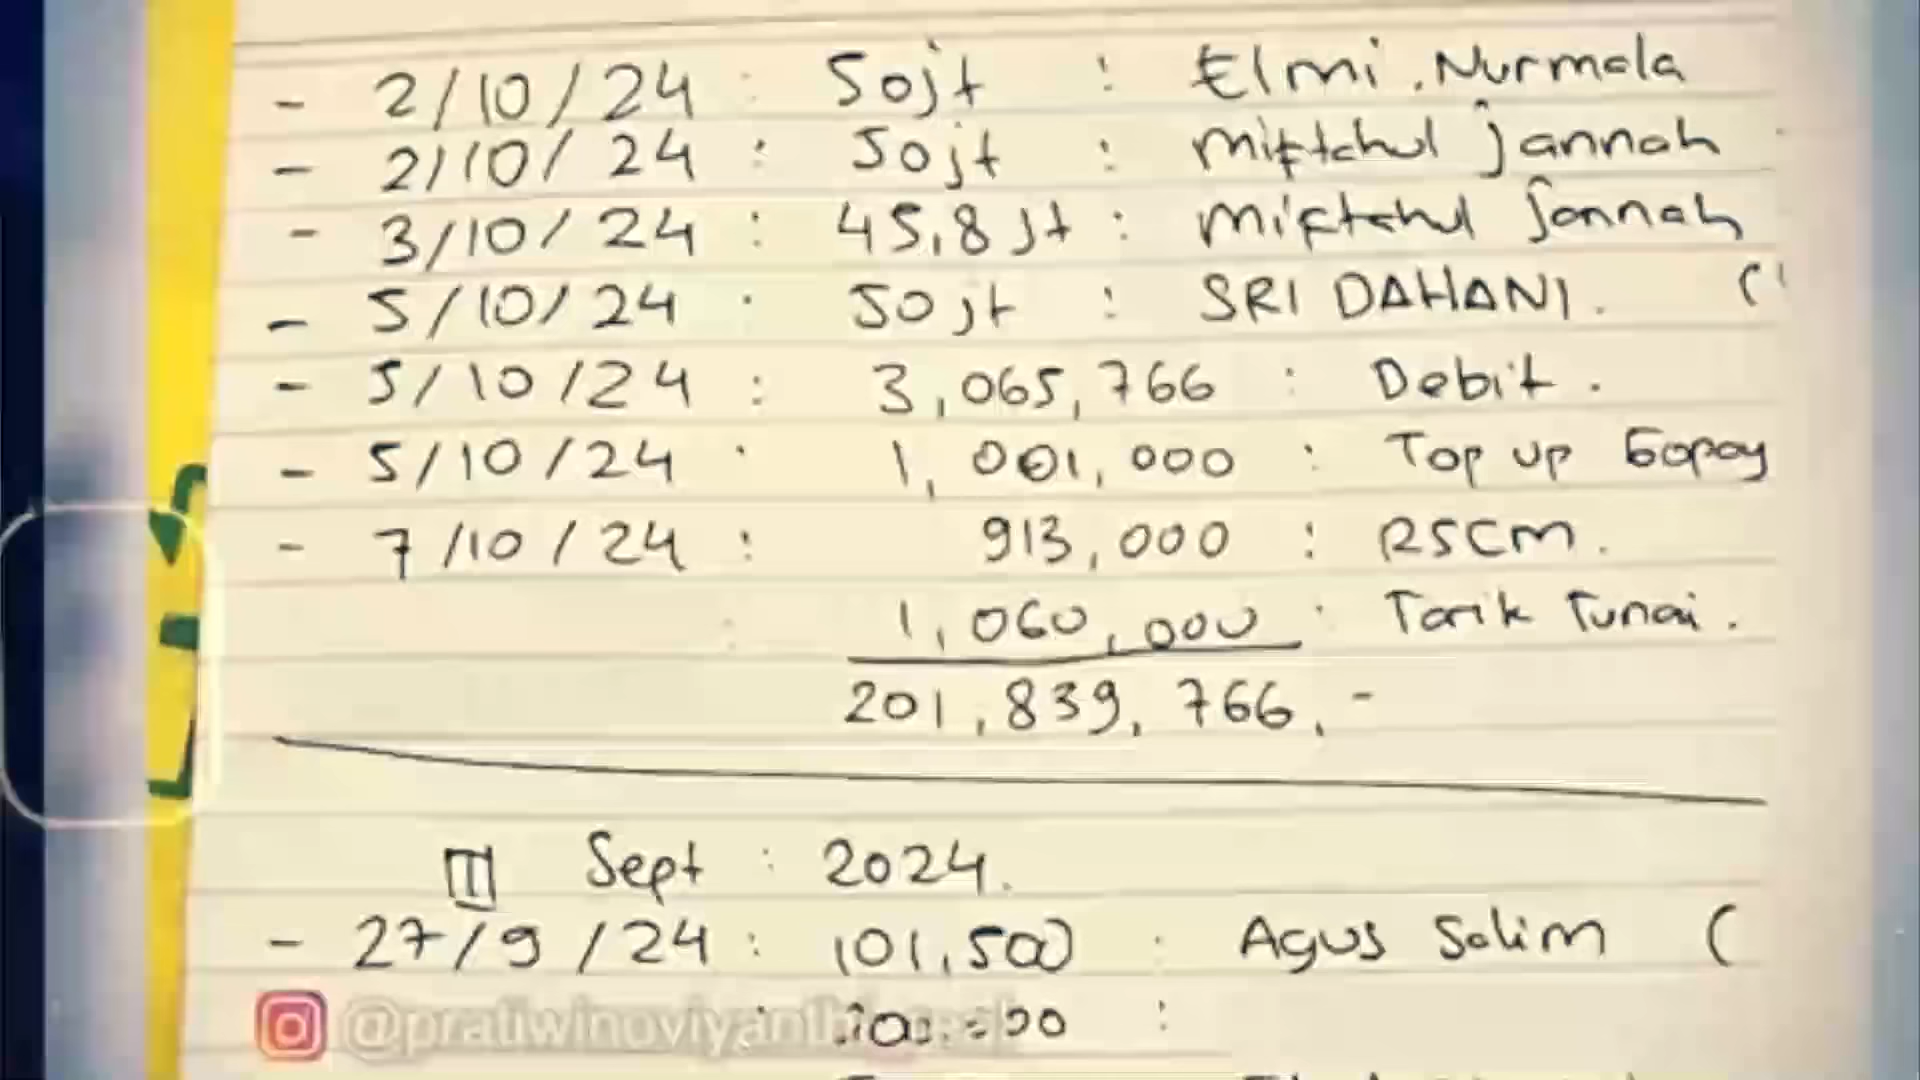 - 2/10/24 : 50jt : Elmi. Nurmala
- 2/10/24 : 50jt : Miftahul Jannah
- 3/10/24 : 45,8 jt : Miftahul Jannah
- 5/10/24 : 50jt : SRI DAHANI. (
- 5/10/24 : 3,065,766 : Debit.
- 5/10/24 : 1,001,000 : Top up Gopay
- 7/10/24 : 913,000 : RSCM.
: 1,060,000 : Tarik Tunai.
201,839,766,-
III Sept : 2024.
- 27/9/24 : 101,500 : Agus Salim (